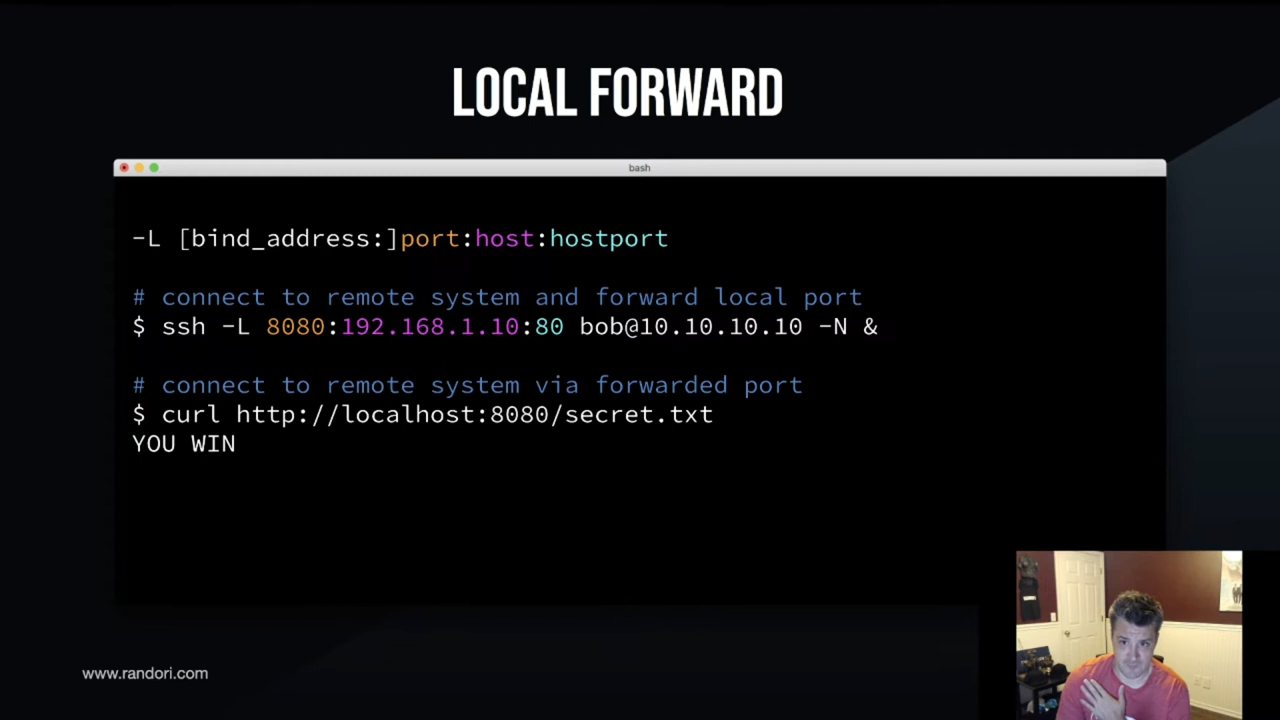 LOCAL FORWARD
bash
-L [bind_address:]port:host:hostport
# connect to remote system and forward local port
$ ssh -L 8080:192.168.1.10:80 bob@10.10.10.10 -N &
# connect to remote system via forwarded port
$ curl http://localhost:8080/secret.txt
YOU WIN
www.randori.com